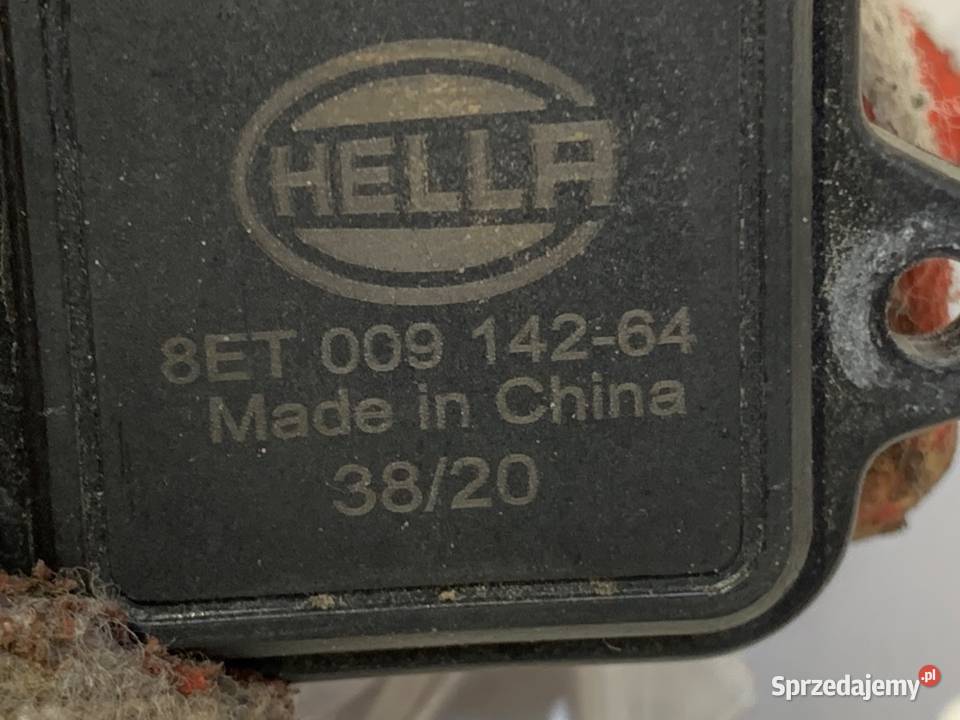 HELLA
8ET 009 142-64
Made in China
38/20
Sprzedajemy.pl